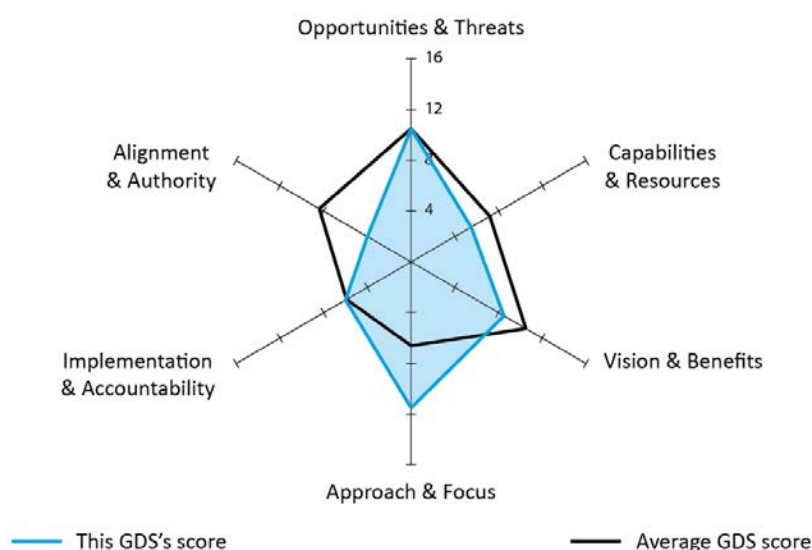 Opportunities & Threats
16
12
8
4
Alignment
& Authority
Capabilities
& Resources
Implementation
& Accountability
Vision & Benefits
Approach & Focus
This GDS's score
Average GDS score